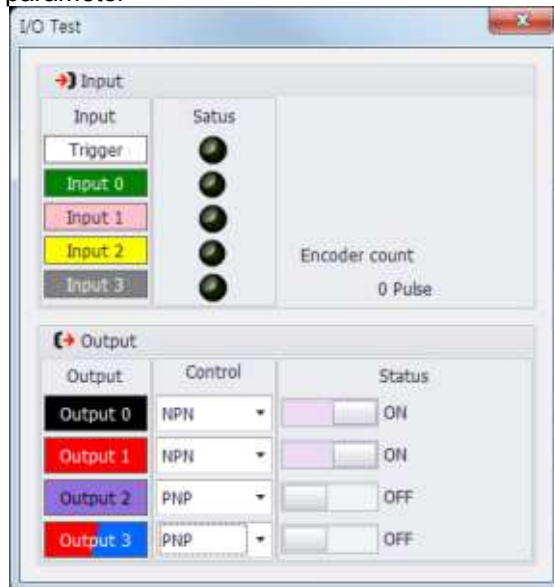 parameter
I/O Test
Input
Input Satus
Trigger
Input 0
Input 1
Input 2
Encoder count
Input 3
0 Pulse
Output
Output Control Status
Output 0 NPN ON
Output 1 NPN ON
Output 2 PNP OFF
Output 3 PNP OFF